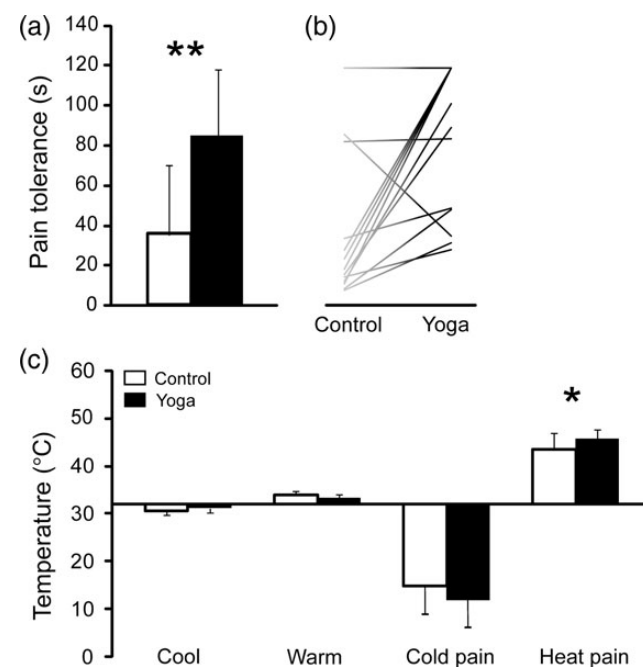 (a)
140
120
100
80
60
40
20
0
Pain tolerance (s)
**
(b)
Control Yoga
(c)
60
50
40
30
20
10
0
Temperature (°C)
Control
Yoga
*
Cool Warm Cold pain Heat pain